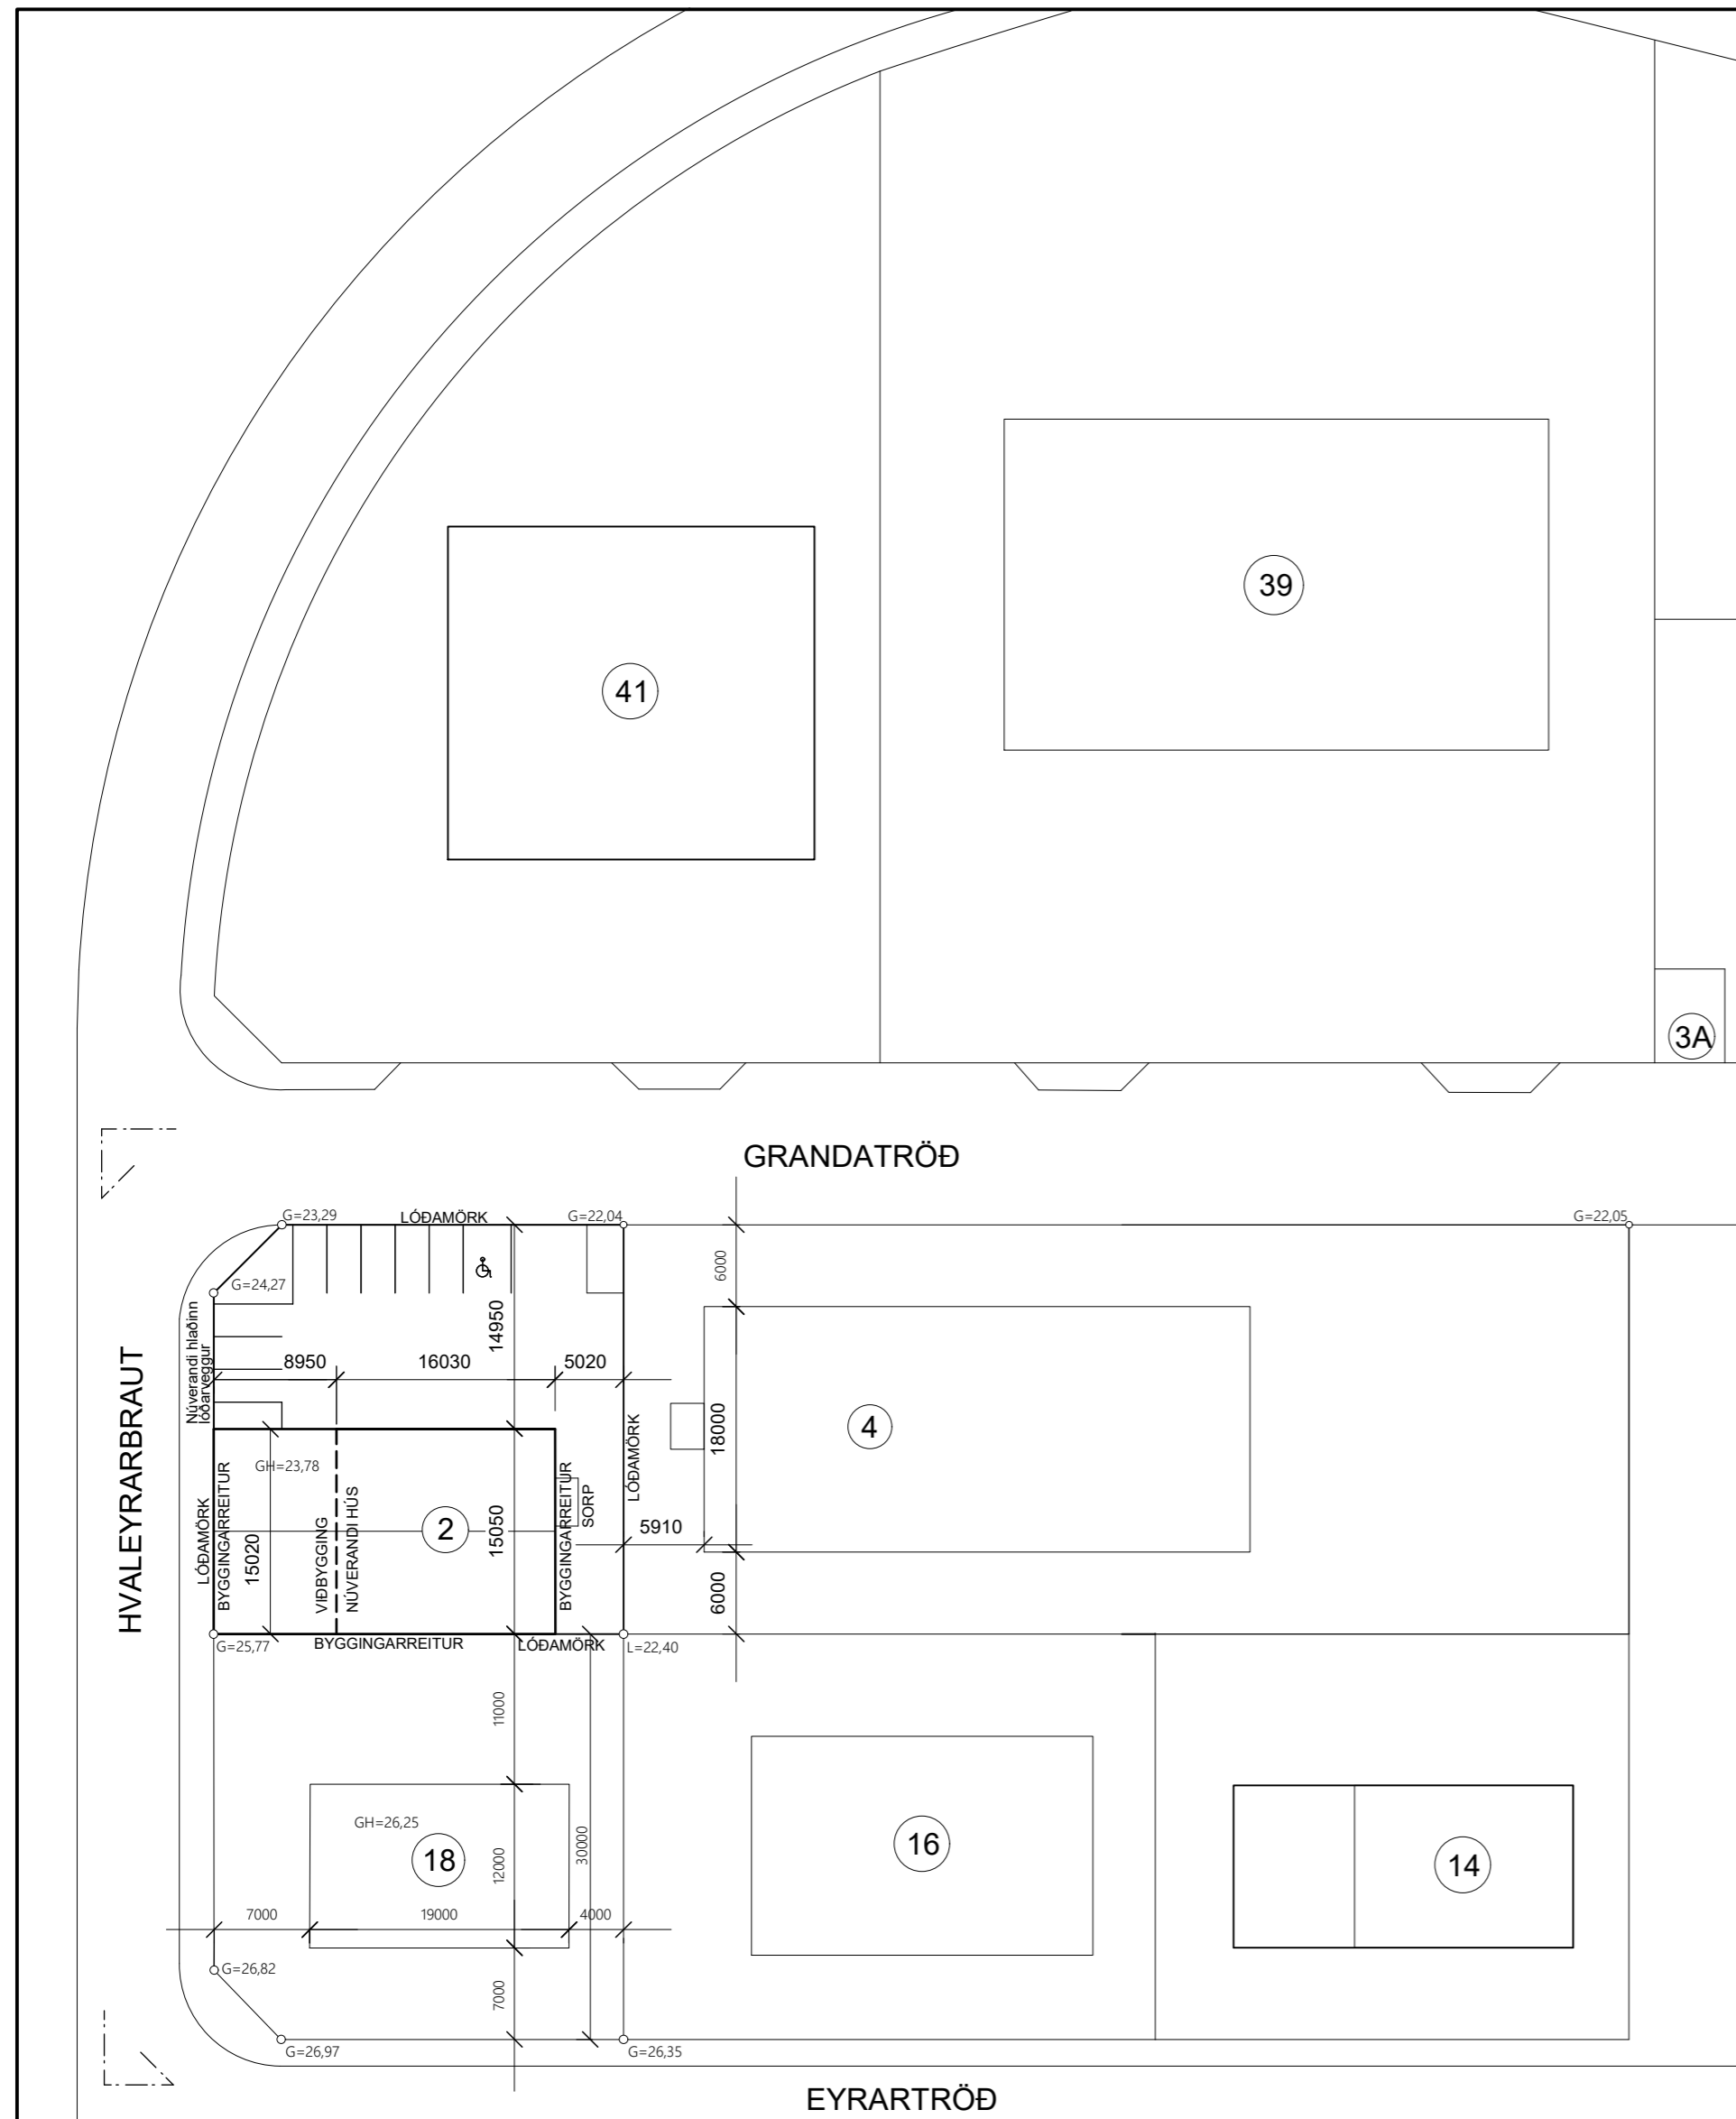 39
41
3A
GRANDATRÖÐ
G=23,29
LÓÐAMÖRK
G=22,04
G=22,05
6000
G=24,27
Núverandi hlaðinn
lóðarveggur
14950
8950
16030
5020
HVALEYRARBRAUT
4
18000
LÓÐAMÖRK
GH=23,78
LÓÐAMÖRK
BYGGINGARREITUR
15020
VIÐBYGGING
NÚVERANDI HÚS
2
15050
BYGGINGARREITUR
SORP
5910
6000
G=25,77
BYGGINGARREITUR
LÓÐAMÖRK
L=22,40
11000
GH=26,25
18
12000
30000
16
14
7000
19000
4000
G=26,82
7000
G=26,97
G=26,35
EYRARTRÖÐ